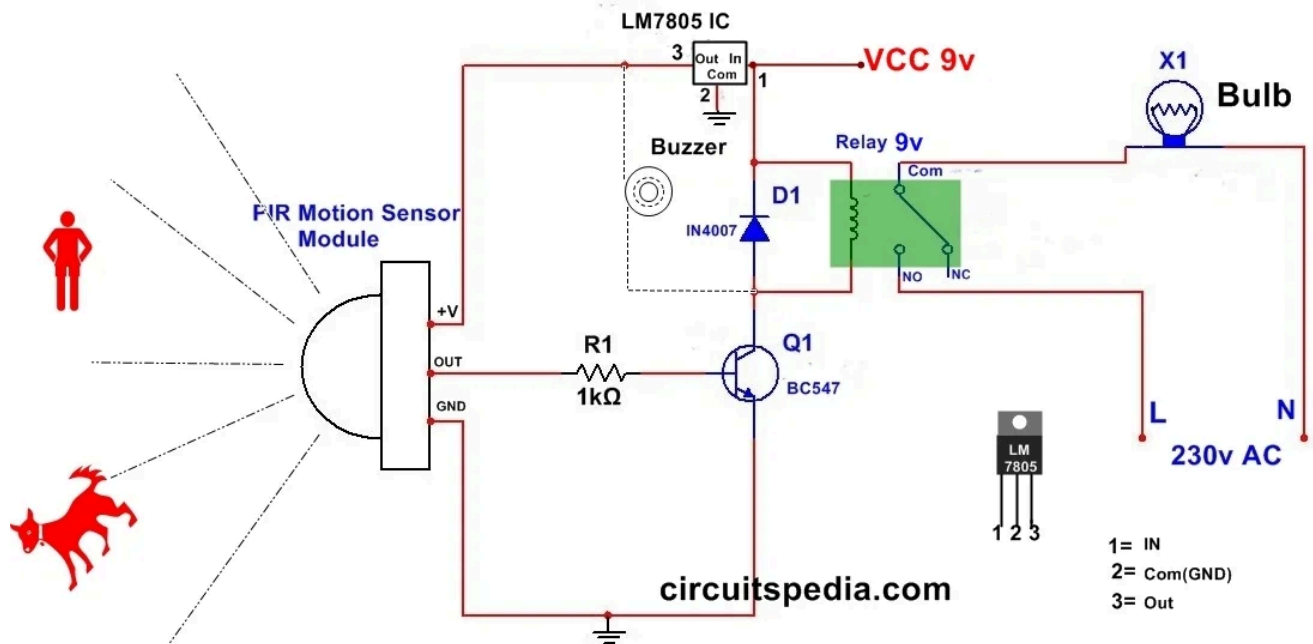 LM7805 IC
3
Out In
Com
1
2
VCC 9v
X1
Bulb
Buzzer
Relay 9v
Com
D1
IN4007
PIR Motion Sensor
Module
NO
NC
+V
OUT
GND
R1
1kΩ
Q1
BC547
L
N
230v AC
LM
7805
1 2 3
1= IN
2= Com(GND)
3= Out
circuitspedia.com